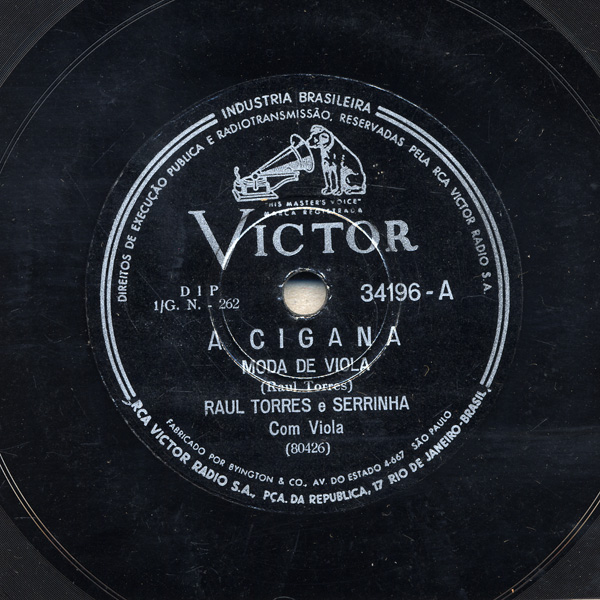 INDUSTRIA BRASILEIRA
DIREITOS DE EXECUÇÃO PUBLICA E RADIOTRANSMISSÃO, RESERVADAS PELA RCA VICTOR RADIO S.A.
"HIS MASTER'S VOICE"
MARCA REGISTRADA
VICTOR
D I P
1/G. N. - 262
34196-A
A CIGANA
MODA DE VIOLA
(Raul Torres)
RAUL TORRES e SERRINHA
Com Viola
(80426)
FABRICADO POR BYINGTON & CO., AV. DO ESTADO 4-667 SÃO PAULO
RCA VICTOR RADIO S.A., PÇA. DA REPUBLICA, 17 RIO DE JANEIRO-BRASIL